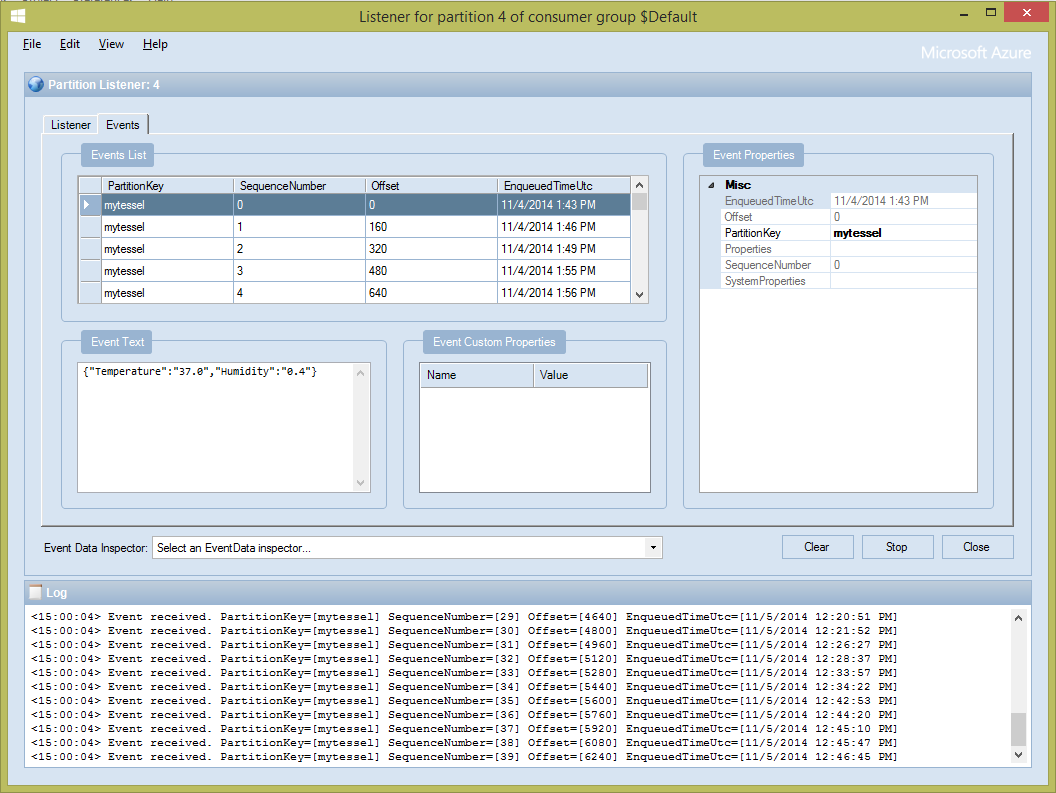 Listener for partition 4 of consumer group $Default
File Edit View Help
Microsoft Azure
Partition Listener: 4
Listener Events
Events List
PartitionKey SequenceNumber Offset EnqueuedTimeUtc
mytessel 0 0 11/4/2014 1:43 PM
mytessel 1 160 11/4/2014 1:46 PM
mytessel 2 320 11/4/2014 1:49 PM
mytessel 3 480 11/4/2014 1:55 PM
mytessel 4 640 11/4/2014 1:56 PM
Event Properties
Misc
EnqueuedTimeUtc 11/4/2014 1:43 PM
Offset 0
PartitionKey mytessel
Properties
SequenceNumber 0
SystemProperties
Event Text
{"Temperature":"37.0","Humidity":"0.4"}
Event Custom Properties
Name Value
Event Data Inspector: Select an EventData inspector...
Clear Stop Close
Log
<15:00:04> Event received. PartitionKey=[mytessel] SequenceNumber=[29] Offset=[4640] EnqueuedTimeUtc=[11/5/2014 12:20:51 PM]
<15:00:04> Event received. PartitionKey=[mytessel] SequenceNumber=[30] Offset=[4800] EnqueuedTimeUtc=[11/5/2014 12:21:52 PM]
<15:00:04> Event received. PartitionKey=[mytessel] SequenceNumber=[31] Offset=[4960] EnqueuedTimeUtc=[11/5/2014 12:26:27 PM]
<15:00:04> Event received. PartitionKey=[mytessel] SequenceNumber=[32] Offset=[5120] EnqueuedTimeUtc=[11/5/2014 12:28:37 PM]
<15:00:04> Event received. PartitionKey=[mytessel] SequenceNumber=[33] Offset=[5280] EnqueuedTimeUtc=[11/5/2014 12:33:57 PM]
<15:00:04> Event received. PartitionKey=[mytessel] SequenceNumber=[34] Offset=[5440] EnqueuedTimeUtc=[11/5/2014 12:34:22 PM]
<15:00:04> Event received. PartitionKey=[mytessel] SequenceNumber=[35] Offset=[5600] EnqueuedTimeUtc=[11/5/2014 12:42:53 PM]
<15:00:04> Event received. PartitionKey=[mytessel] SequenceNumber=[36] Offset=[5760] EnqueuedTimeUtc=[11/5/2014 12:44:20 PM]
<15:00:04> Event received. PartitionKey=[mytessel] SequenceNumber=[37] Offset=[5920] EnqueuedTimeUtc=[11/5/2014 12:45:10 PM]
<15:00:04> Event received. PartitionKey=[mytessel] SequenceNumber=[38] Offset=[6080] EnqueuedTimeUtc=[11/5/2014 12:45:47 PM]
<15:00:04> Event received. PartitionKey=[mytessel] SequenceNumber=[39] Offset=[6240] EnqueuedTimeUtc=[11/5/2014 12:46:45 PM]